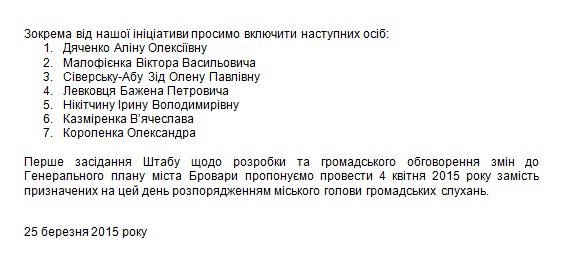 Зокрема від нашої ініціативи просимо включити наступних осіб:
1. Дяченко Аліну Олексіївну
2. Малофієнка Віктора Васильовича
3. Сіверську-Абу Зід Олену Павлівну
4. Левковця Бажена Петровича
5. Нікітчину Ірину Володимирівну
6. Казміренка В'ячеслава
7. Короленка Олександра
Перше засідання Штабу щодо розробки та громадського обговорення змін до
Генерального плану міста Бровари пропонуємо провести 4 квітня 2015 року замість
призначених на цей день розпорядженням міського голови громадських слухань.
25 березня 2015 року